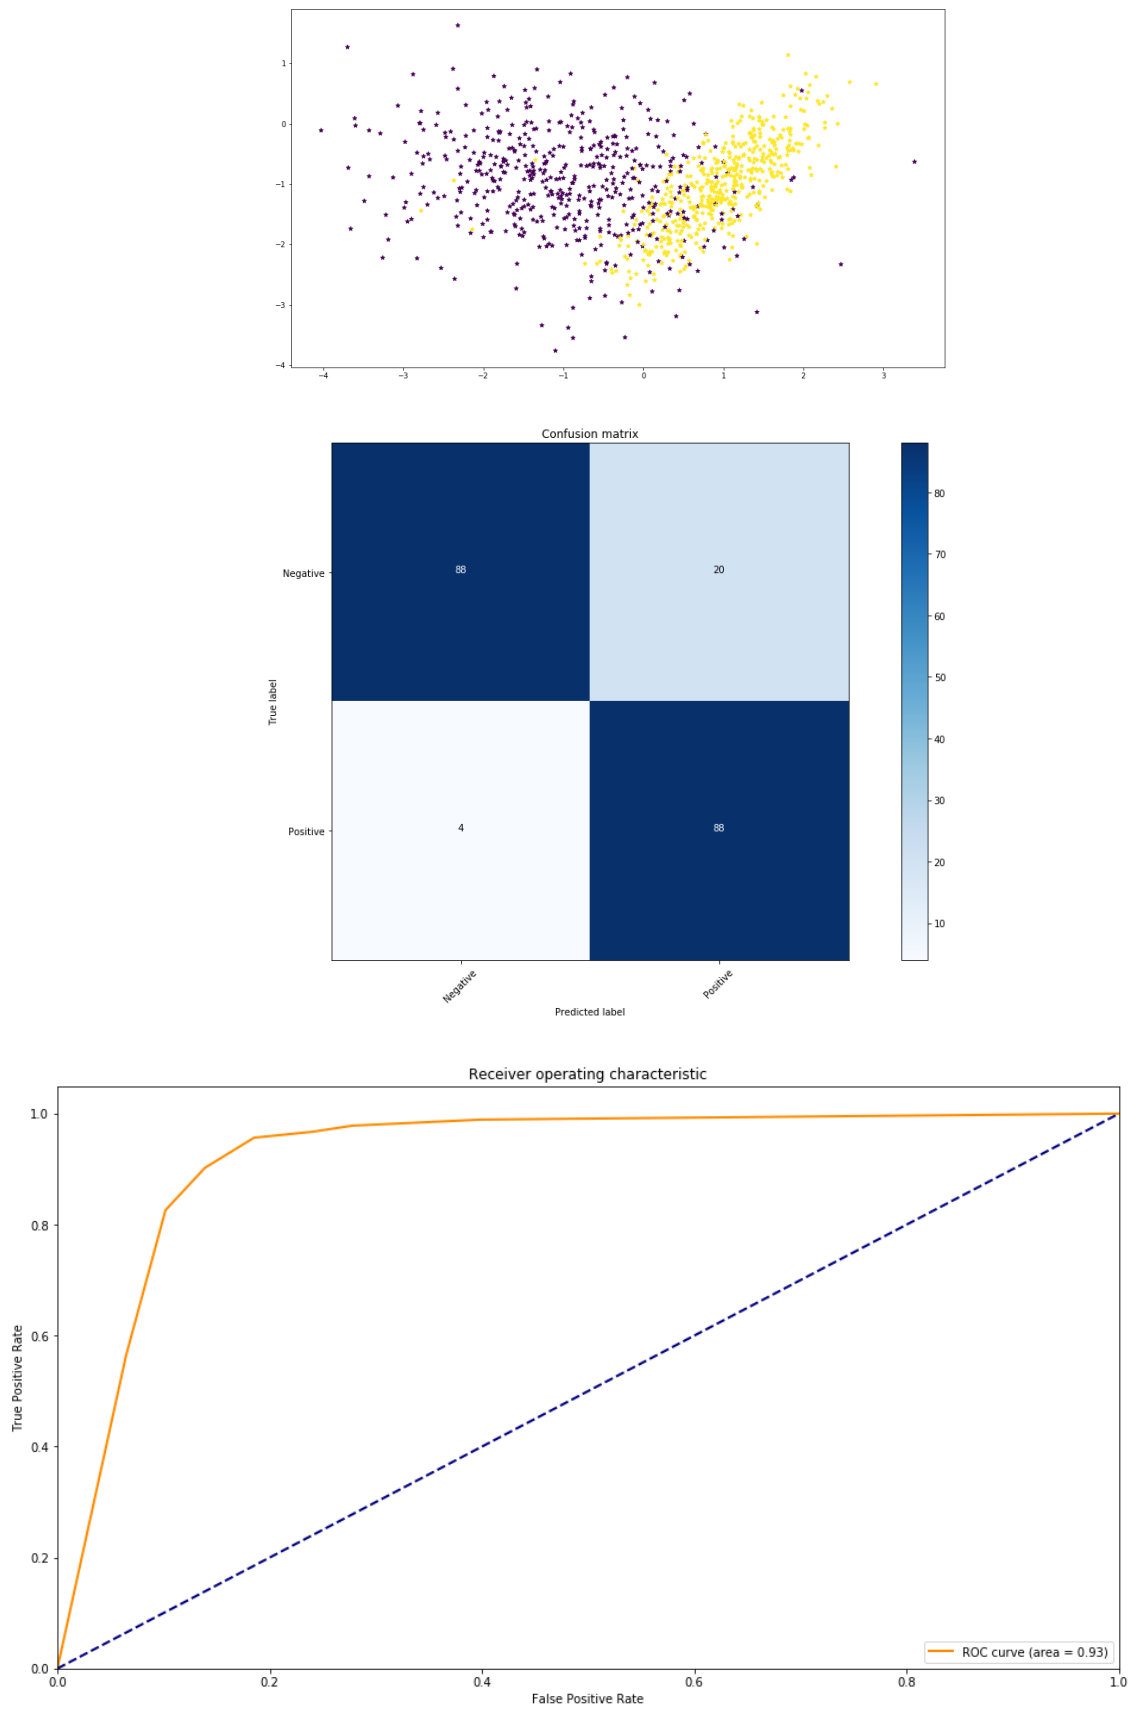 1
0
−1
−2
−3
−4
−4 −3 −2 −1 0 1 2 3
Confusion matrix
80
70
60
50
40
30
20
10
Negative
88 20
True label
Positive
4 88
Negative Positive
Predicted label
Receiver operating characteristic
1.0
0.8
0.6
0.4
0.2
0.0
True Positive Rate
ROC curve (area = 0.93)
0.0 0.2 0.4 0.6 0.8 1.0
False Positive Rate